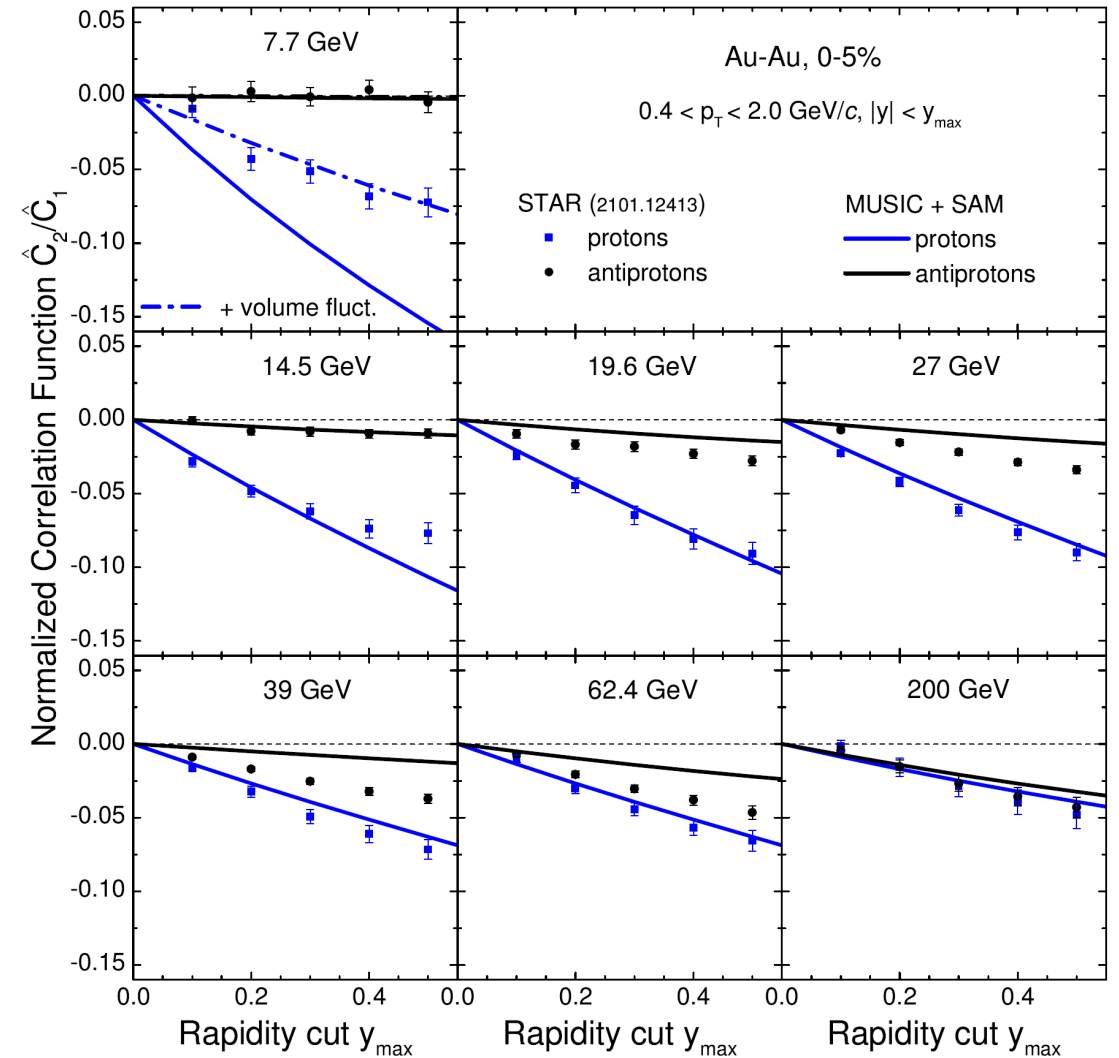 Normalized Correlation Function Ĉ₂/Ĉ₁
0.05
0.00
-0.05
-0.10
-0.15
7.7 GeV
+ volume fluct.
Au-Au, 0-5%
0.4 < p_T < 2.0 GeV/c, |y| < y_max
STAR (2101.12413)
protons
antiprotons
MUSIC + SAM
protons
antiprotons
0.05
0.00
-0.05
-0.10
-0.15
14.5 GeV
19.6 GeV
27 GeV
0.05
0.00
-0.05
-0.10
-0.15
39 GeV
62.4 GeV
200 GeV
0.0 0.2 0.4 0.0 0.2 0.4 0.0 0.2 0.4
Rapidity cut y_max
Rapidity cut y_max
Rapidity cut y_max